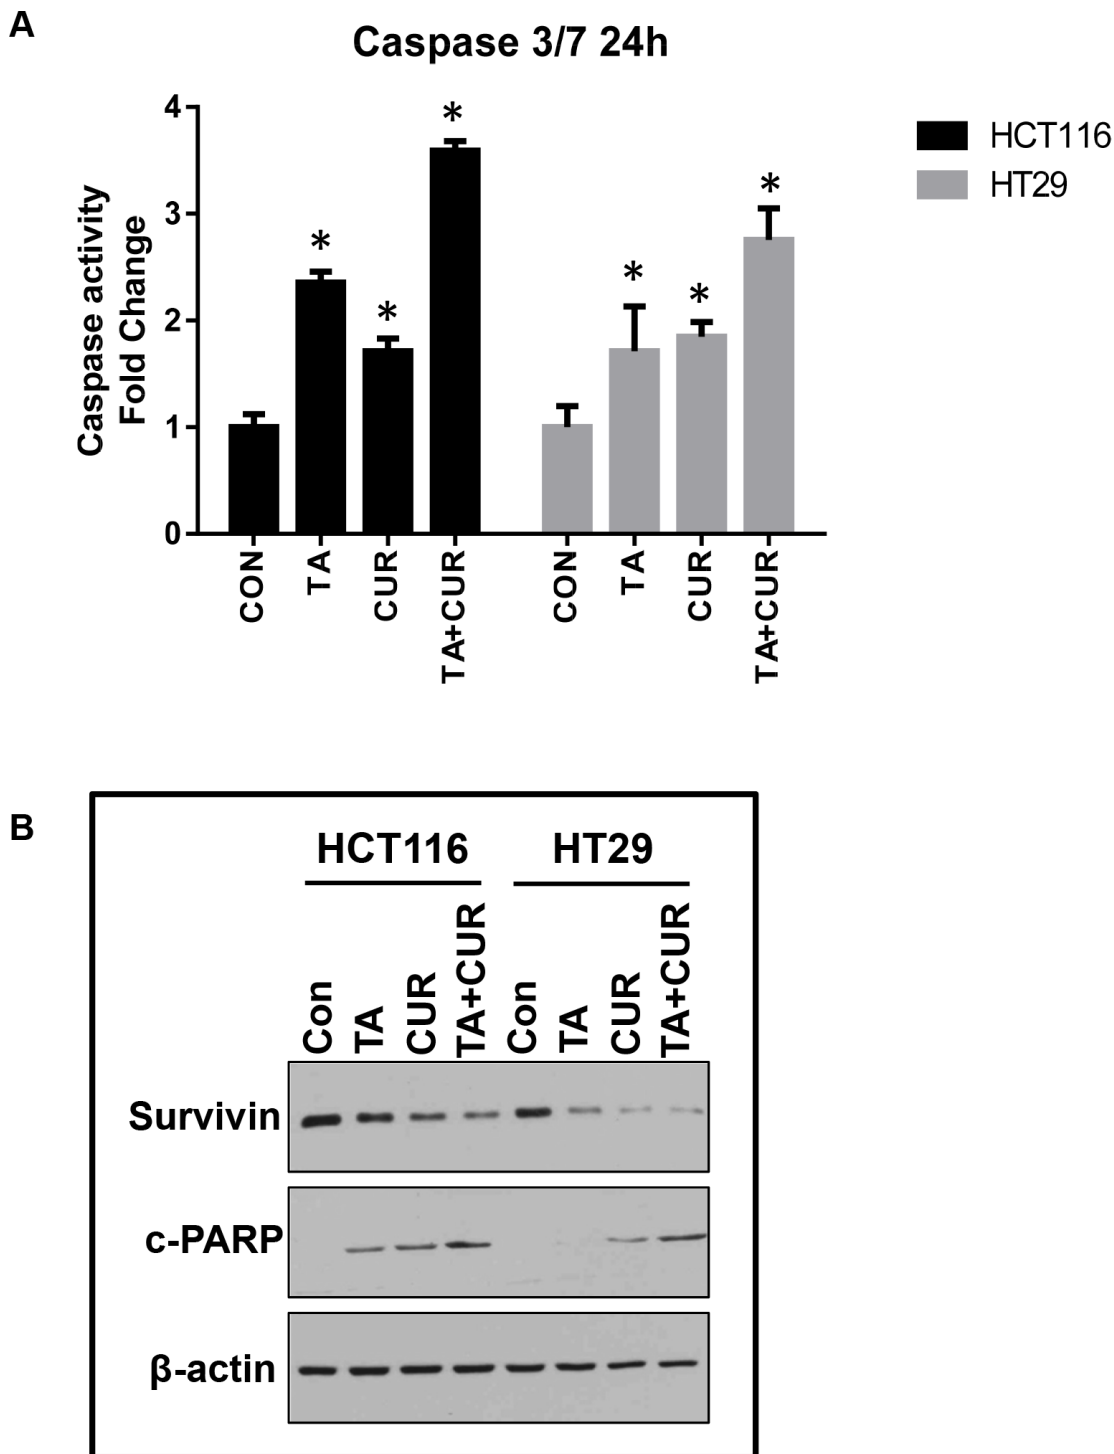 A
Caspase 3/7 24h
Caspase activity
Fold Change
4
3
2
1
0
* * * * * *
HCT116
HT29
CON TA CUR TA+CUR CON TA CUR TA+CUR
B
HCT116 HT29
Con TA CUR TA+CUR Con TA CUR TA+CUR
Survivin
c-PARP
β-actin